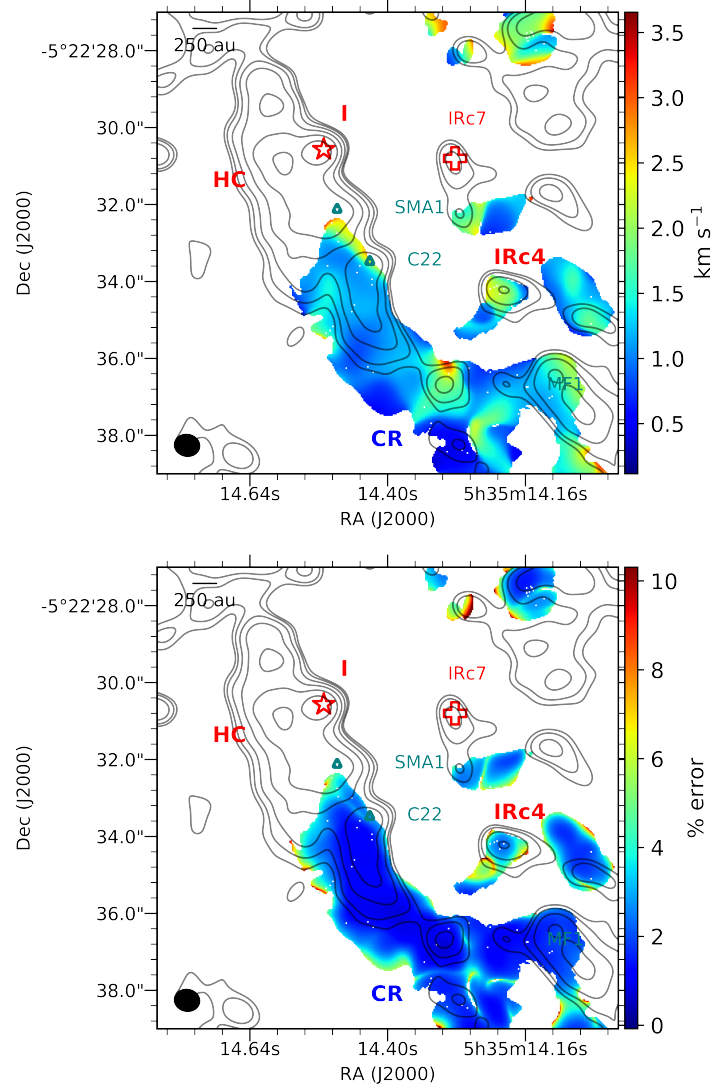 -5°22'28.0"
250 au
I
IRc7
30.0"
HC
SMA1
32.0"
C22
IRc4
34.0"
36.0"
MF1
CR
38.0"
14.64s
14.40s
5h35m14.16s
RA (J2000)
Dec (J2000)
3.5
3.0
2.5
2.0
1.5
1.0
0.5
km s⁻¹
-5°22'28.0"
250 au
I
IRc7
30.0"
HC
SMA1
32.0"
C22
IRc4
34.0"
36.0"
MF1
CR
38.0"
14.64s
14.40s
5h35m14.16s
RA (J2000)
Dec (J2000)
10
8
6
4
2
0
% error